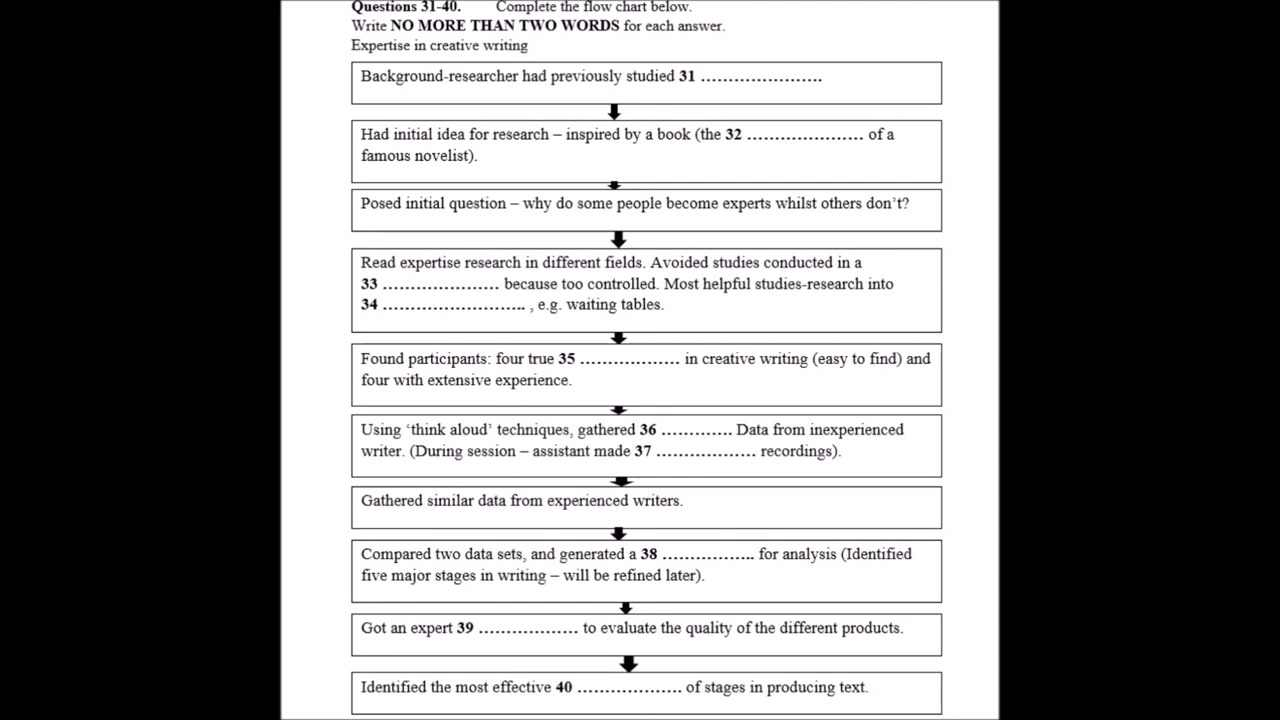 Questions 31-40. Complete the flow chart below.
Write NO MORE THAN TWO WORDS for each answer.
Expertise in creative writing
Background-researcher had previously studied 31 ………………….
Had initial idea for research – inspired by a book (the 32 ………………… of a
famous novelist).
Posed initial question – why do some people become experts whilst others don’t?
Read expertise research in different fields. Avoided studies conducted in a
33 ………………… because too controlled. Most helpful studies-research into
34 …………………….. , e.g. waiting tables.
Found participants: four true 35 ……………… in creative writing (easy to find) and
four with extensive experience.
Using ‘think aloud’ techniques, gathered 36 …………. Data from inexperienced
writer. (During session – assistant made 37 ……………… recordings).
Gathered similar data from experienced writers.
Compared two data sets, and generated a 38 …………….. for analysis (Identified
five major stages in writing – will be refined later).
Got an expert 39 ……………… to evaluate the quality of the different products.
Identified the most effective 40 ………………. of stages in producing text.